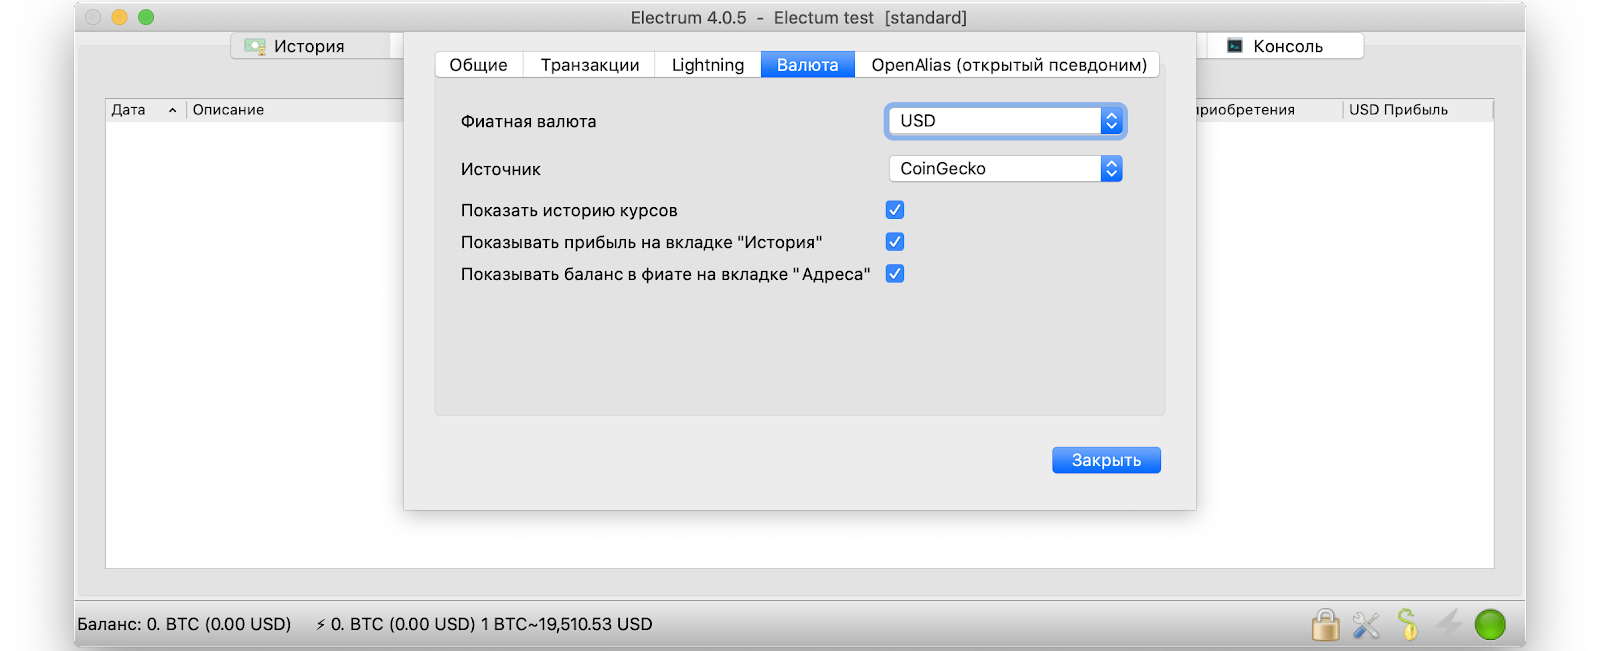 Electrum 4.0.5 - Electum test [standard]
История
Консоль
Общие
Транзакции
Lightning
Валюта
OpenAlias (открытый псевдоним)
Дата
Описание
приобретения
USD Прибыль
Фиатная валюта
USD
Источник
CoinGecko
Показать историю курсов
Показывать прибыль на вкладке "История"
Показывать баланс в фиате на вкладке "Адреса"
Закрыть
Баланс: 0. BTC (0.00 USD) ⚡ 0. BTC (0.00 USD) 1 BTC~19,510.53 USD